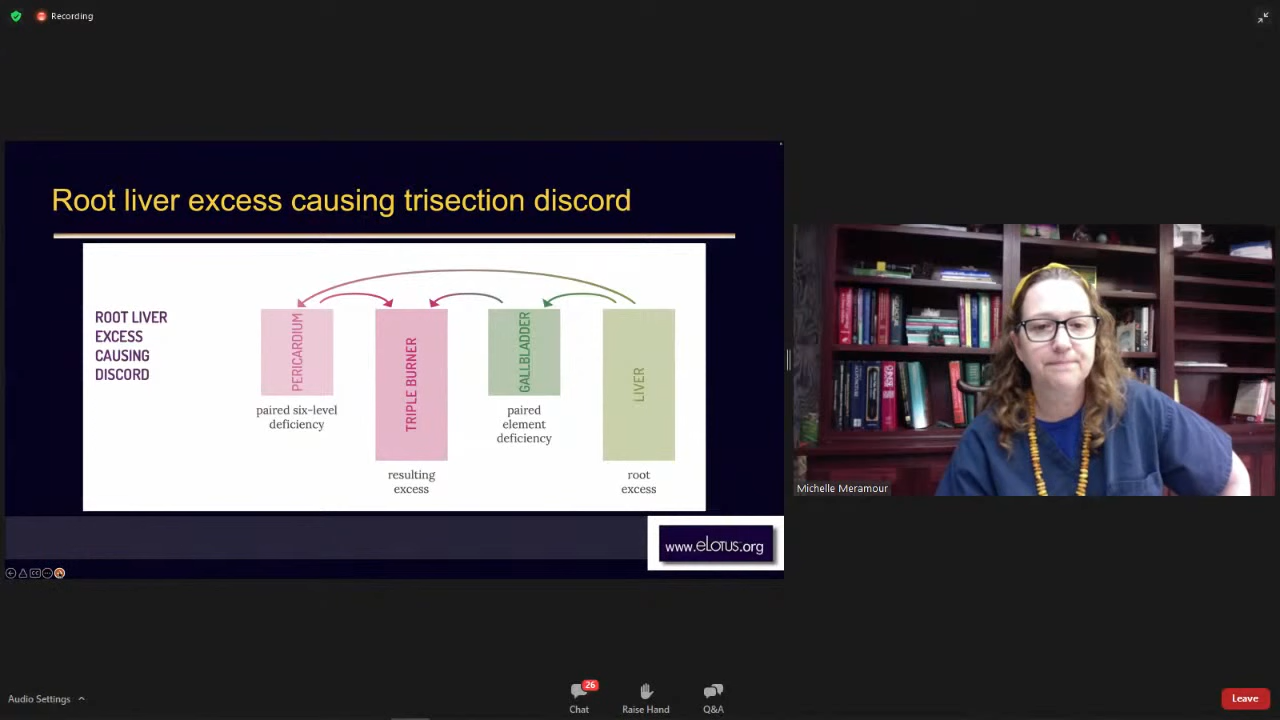 Recording
Root liver excess causing trisection discord
ROOT LIVER
EXCESS
CAUSING
DISCORD
PERICARDIUM
TRIPLE BURNER
GALLBLADDER
LIVER
paired six-level
deficiency
resulting
excess
paired
element
deficiency
root
excess
www.eLotus.org
Michelle Meramour
Audio Settings
26
Chat
Raise Hand
Q&A
Leave